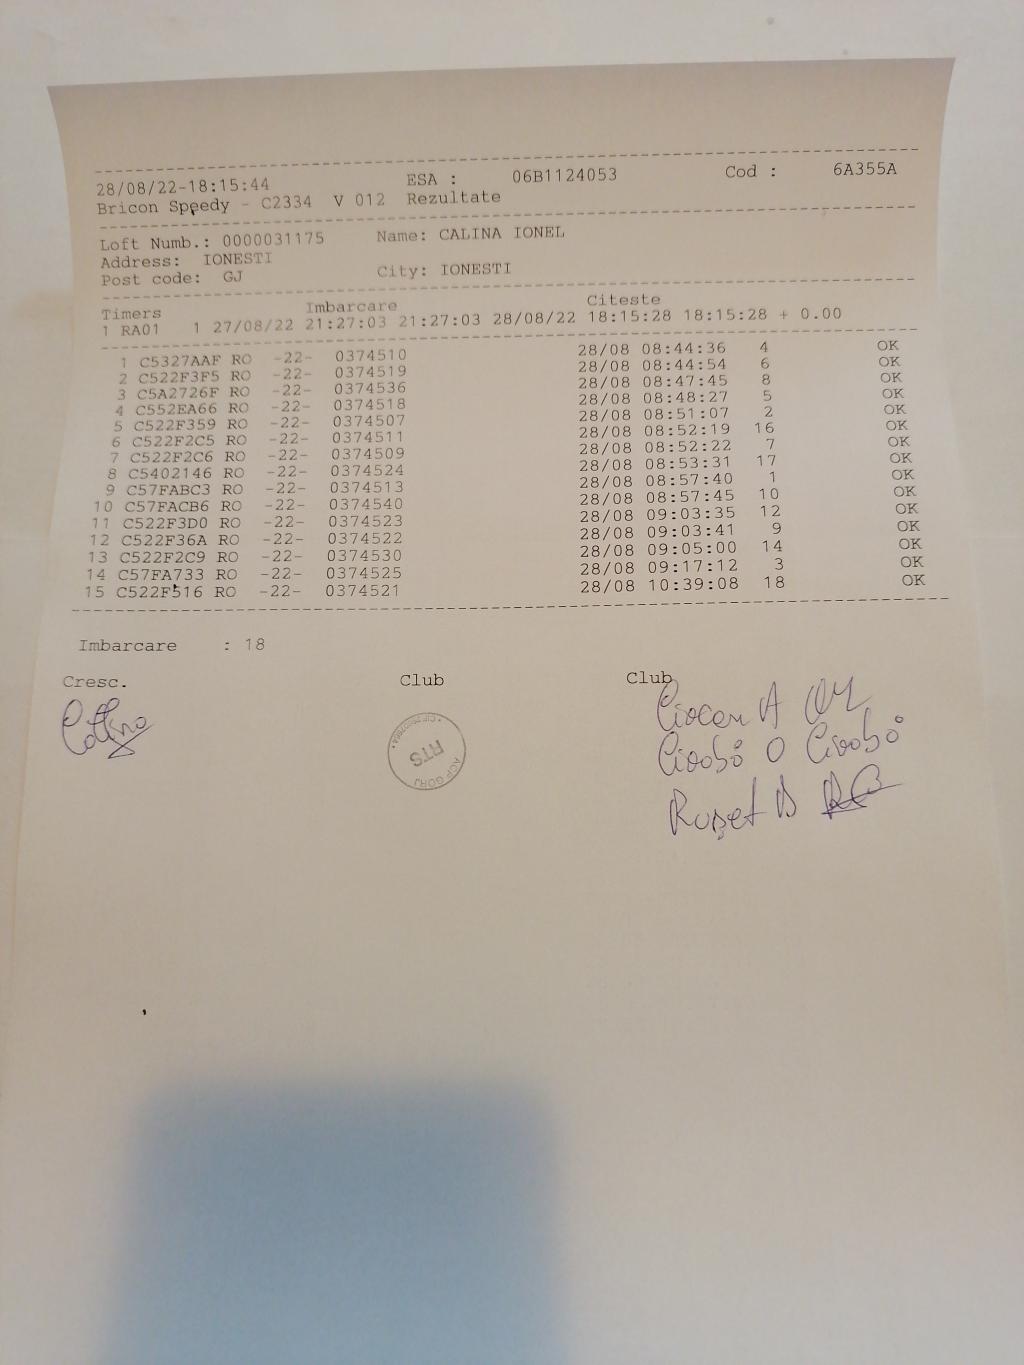 28/08/22-18:15:44 ESA : 06B1124053 Cod : 6A355A
Bricon Speedy - C2334 V 012 Rezultate
Loft Numb.: 0000031175 Name: CALINA IONEL
Address: IONESTI
Post code: GJ City: IONESTI
Timers Imbarcare Citeste
1 RA01 1 27/08/22 21:27:03 21:27:03 28/08/22 18:15:28 18:15:28 + 0.00
1 C5327AAF RO -22- 0374510 28/08 08:44:36 4 OK
2 C522F3F5 RO -22- 0374519 28/08 08:44:54 6 OK
3 C5A2726F RO -22- 0374536 28/08 08:47:45 8 OK
4 C552EA66 RO -22- 0374518 28/08 08:48:27 5 OK
5 C522F359 RO -22- 0374507 28/08 08:51:07 2 OK
6 C522F2C5 RO -22- 0374511 28/08 08:52:19 16 OK
7 C522F2C6 RO -22- 0374509 28/08 08:52:22 7 OK
8 C5402146 RO -22- 0374524 28/08 08:53:31 17 OK
9 C57FABC3 RO -22- 0374513 28/08 08:57:40 1 OK
10 C57FACB6 RO -22- 0374540 28/08 08:57:45 10 OK
11 C522F3D0 RO -22- 0374523 28/08 09:03:35 12 OK
12 C522F36A RO -22- 0374522 28/08 09:03:41 9 OK
13 C522F2C9 RO -22- 0374530 28/08 09:05:00 14 OK
14 C57FA733 RO -22- 0374525 28/08 09:17:12 3 OK
15 C522F516 RO -22- 0374521 28/08 10:39:08 18 OK
Imbarcare : 18
Cresc. Club Club
RTS
ACIP GORJ